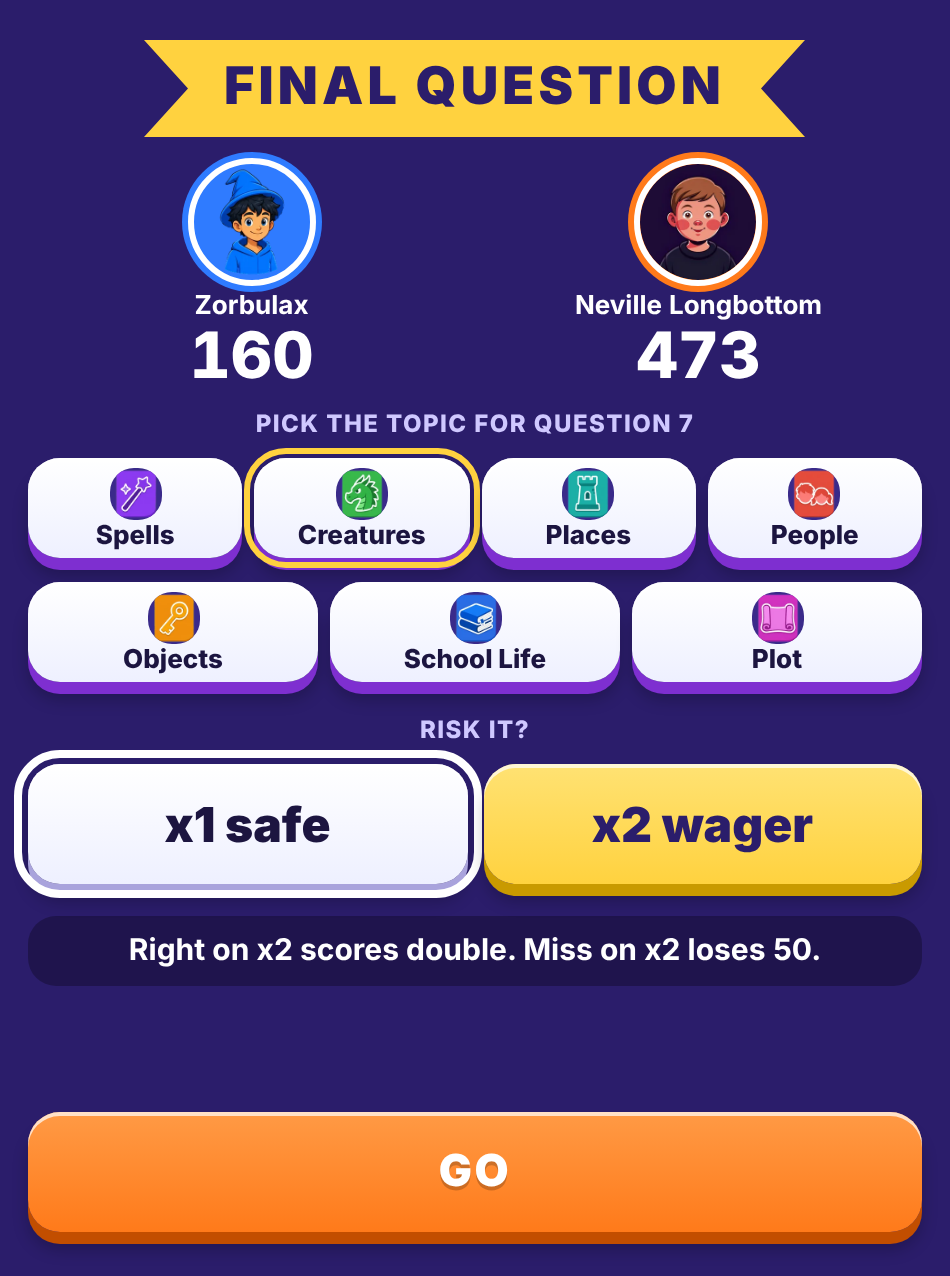 FINAL QUESTION
Zorbulax
Neville Longbottom
160
473
PICK THE TOPIC FOR QUESTION 7
Spells
Creatures
Places
People
Objects
School Life
Plot
RISK IT?
x1 safe
x2 wager
Right on x2 scores double. Miss on x2 loses 50.
GO